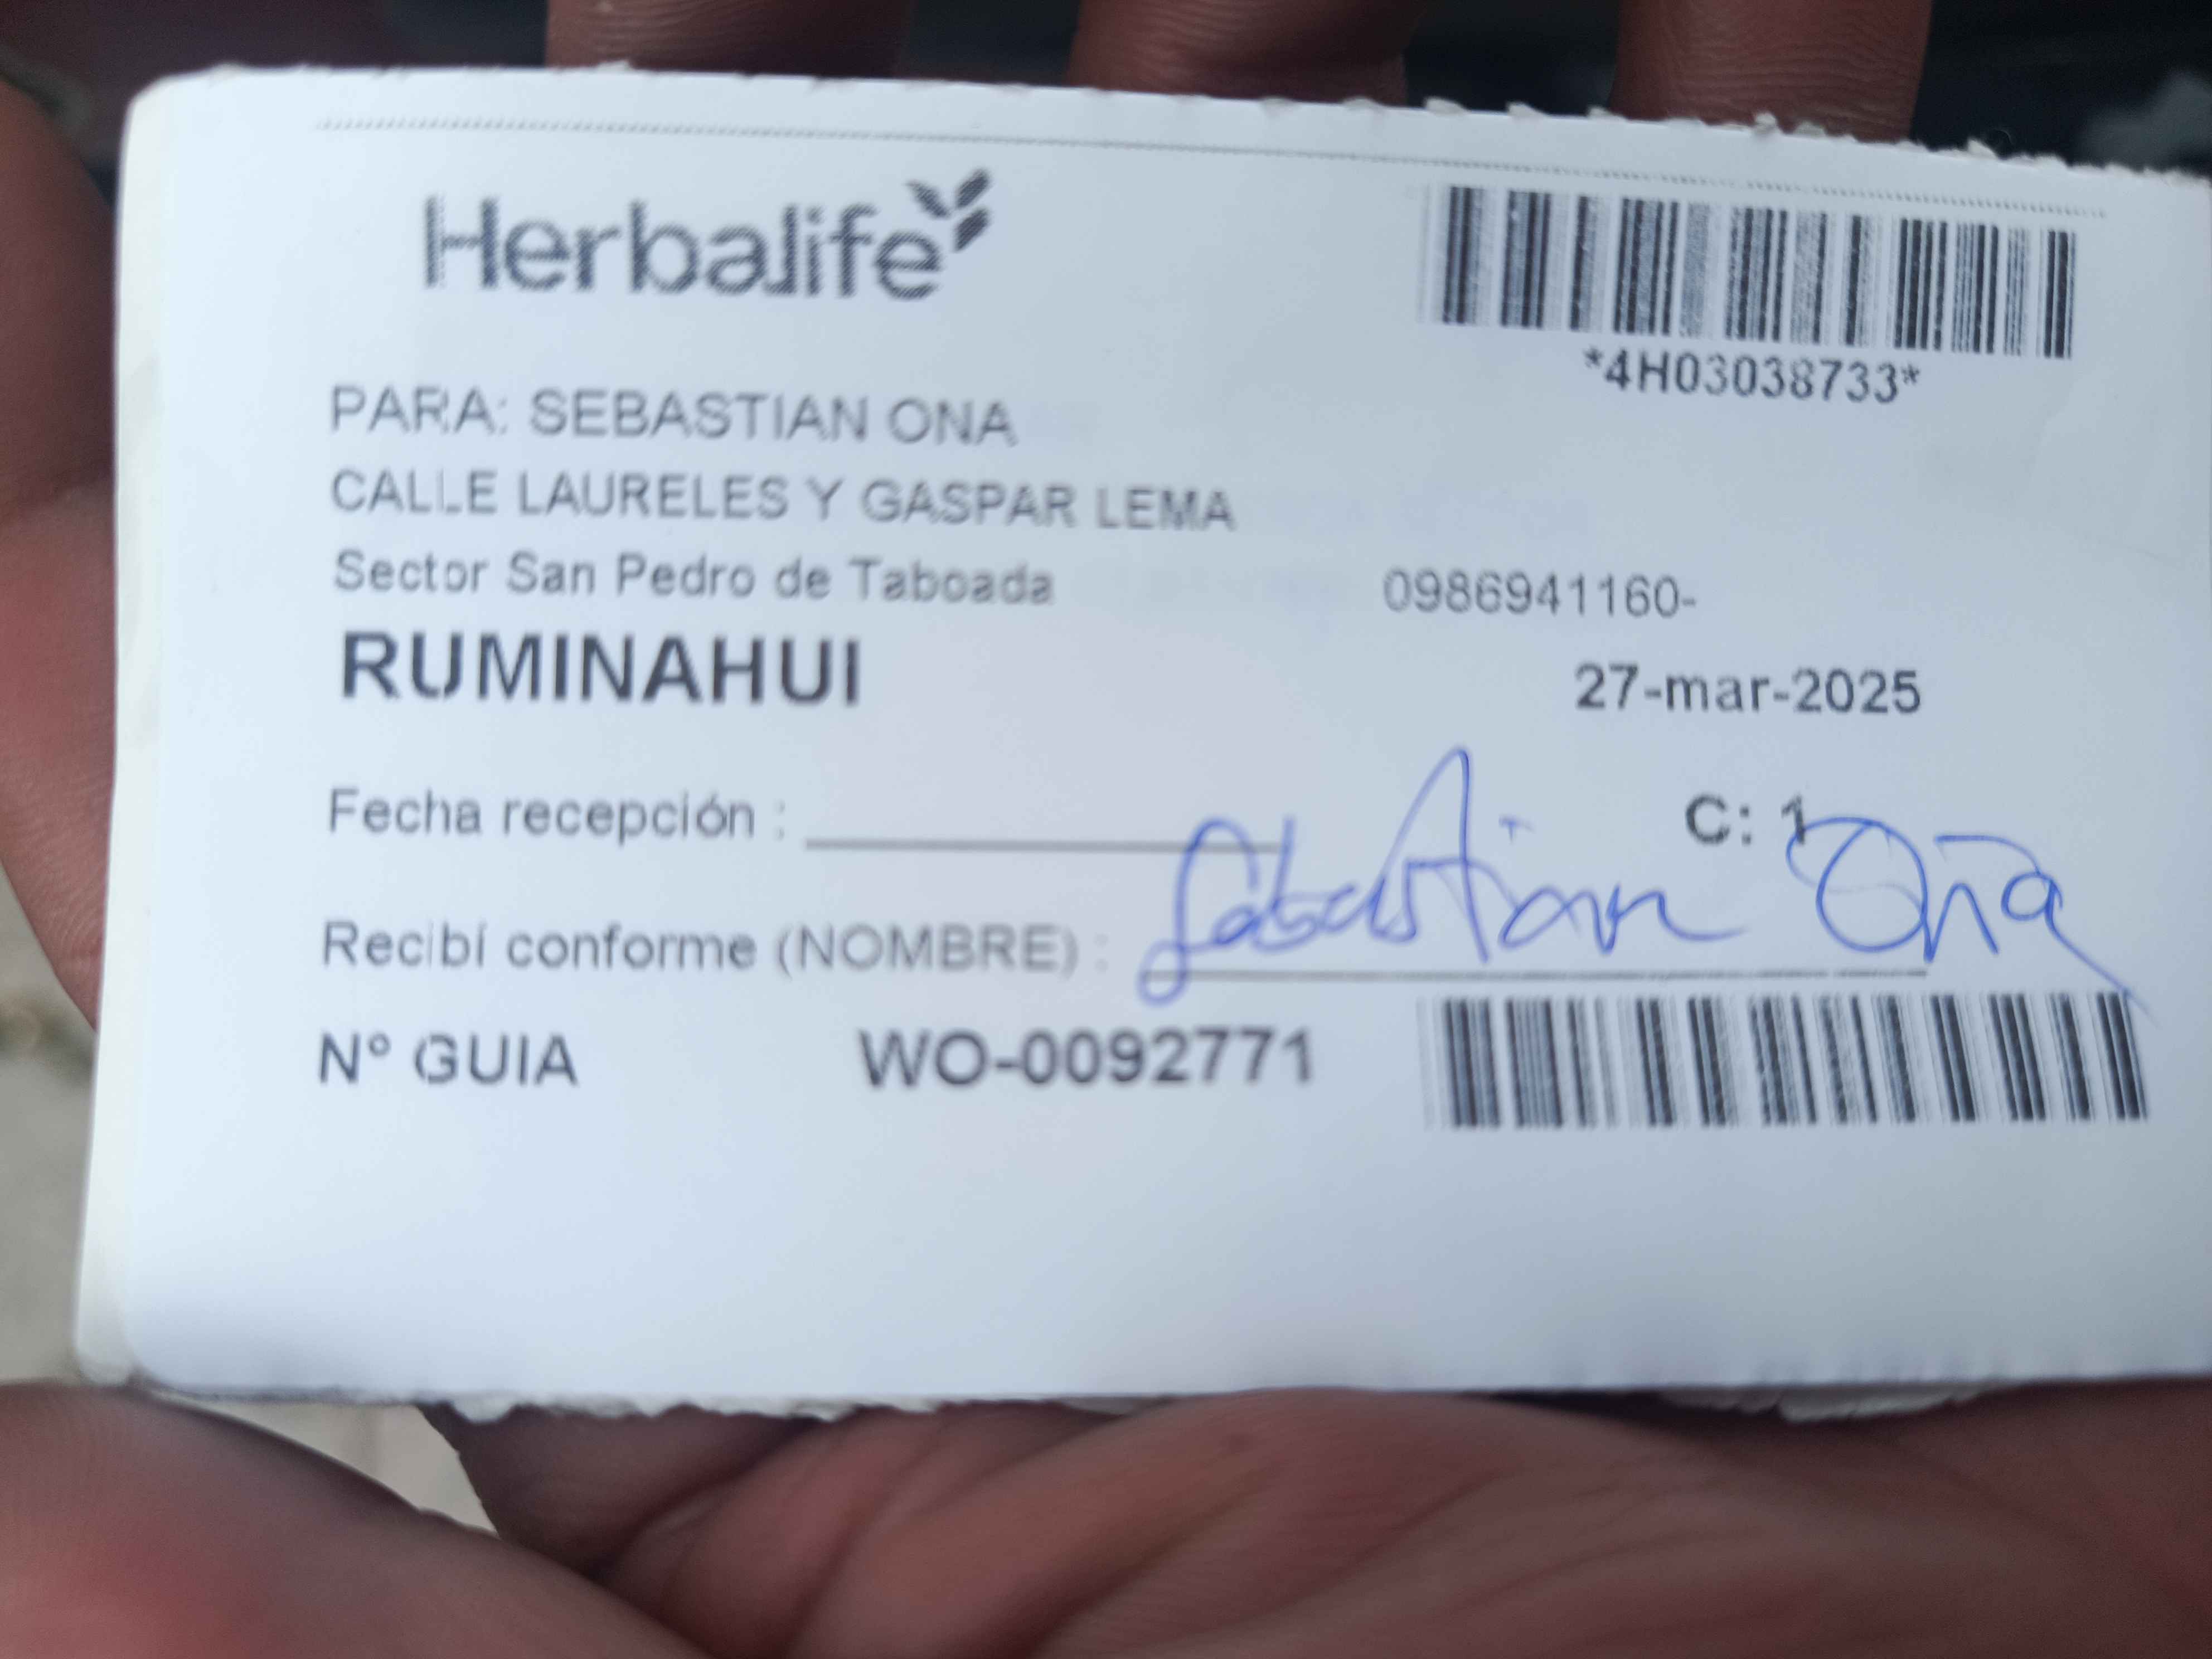 Herbalife
*4H03038733*
PARA: SEBASTIAN ONA
CALLE LAURELES Y GASPAR LEMA
Sector San Pedro de Taboada 0986941160-
RUMINAHUI
27-mar-2025
Fecha recepción :
C: 1
Recibí conforme (NOMBRE) : Sebastian Oña
Nº GUIA WO-0092771